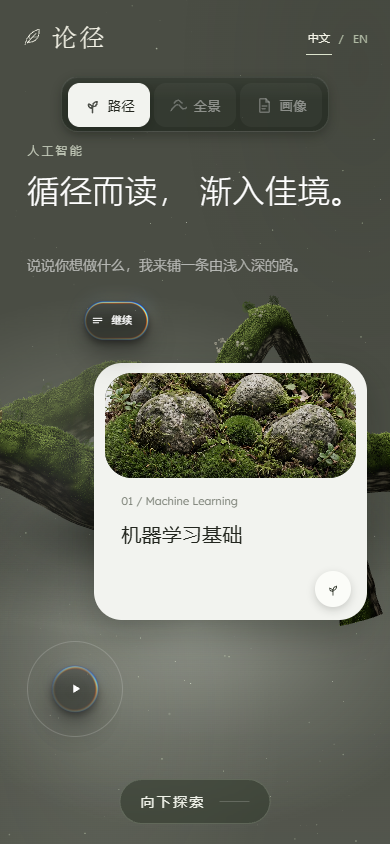 论径
中文 / EN
路径 全景 画像
人工智能
循径而读， 渐入佳境。
说说你想做什么，我来铺一条由浅入深的路。
继续
01 / Machine Learning
机器学习基础
向下探索